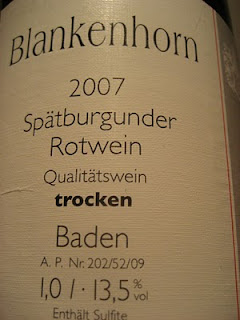 Blankenhorn
2007
Spätburgunder
Rotwein
Qualitätswein
trocken
Baden
A. P. Nr. 202/52/09
1,0 l · 13,5 % vol
Enthält Sulfite